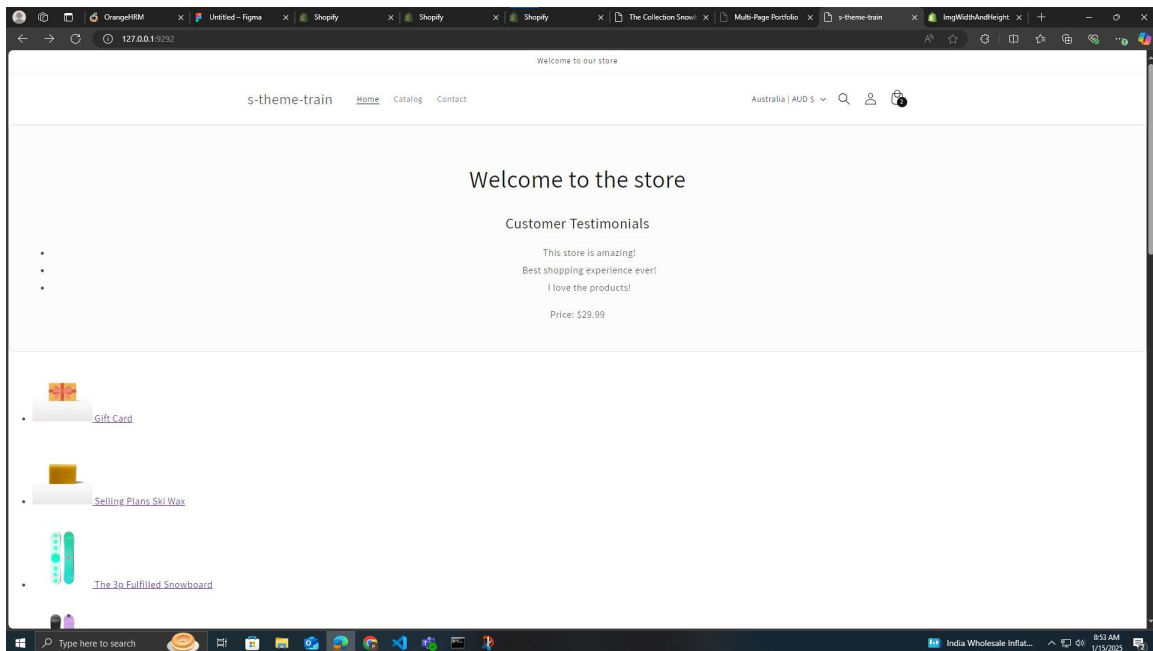 OrangeHRM
Untitled – Figma
Shopify
Shopify
Shopify
The Collection Snowb
Multi-Page Portfolio
s-theme-train
ImgWidthAndHeight
127.0.0.1:9292
Welcome to our store
s-theme-train Home Catalog Contact Australia | AUD $ 2
Welcome to the store
Customer Testimonials
• This store is amazing!
• Best shopping experience ever!
• I love the products!
Price: $29.99
• Gift Card
• Selling Plans Ski Wax
• The 3p Fulfilled Snowboard
Type here to search
India Wholesale Inflat...
8:53 AM
1/15/2025
2